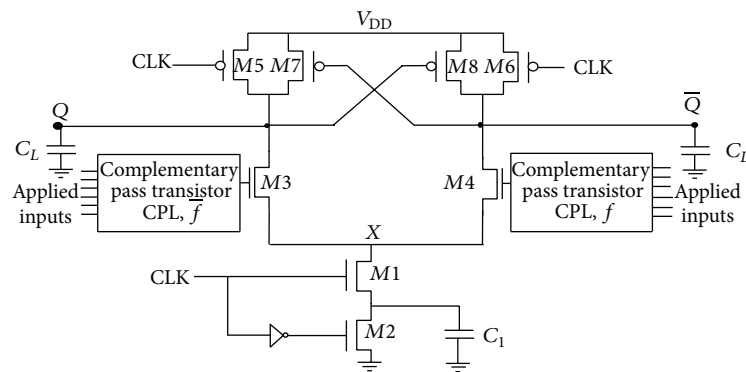 V_DD
CLK
M5
M7
M8
M6
CLK
Q
Q̅
C_L
C_L
Complementary
pass transistor
CPL, f̅
M3
M4
Complementary
pass transistor
CPL, f
Applied
inputs
Applied
inputs
X
CLK
M1
M2
C_1